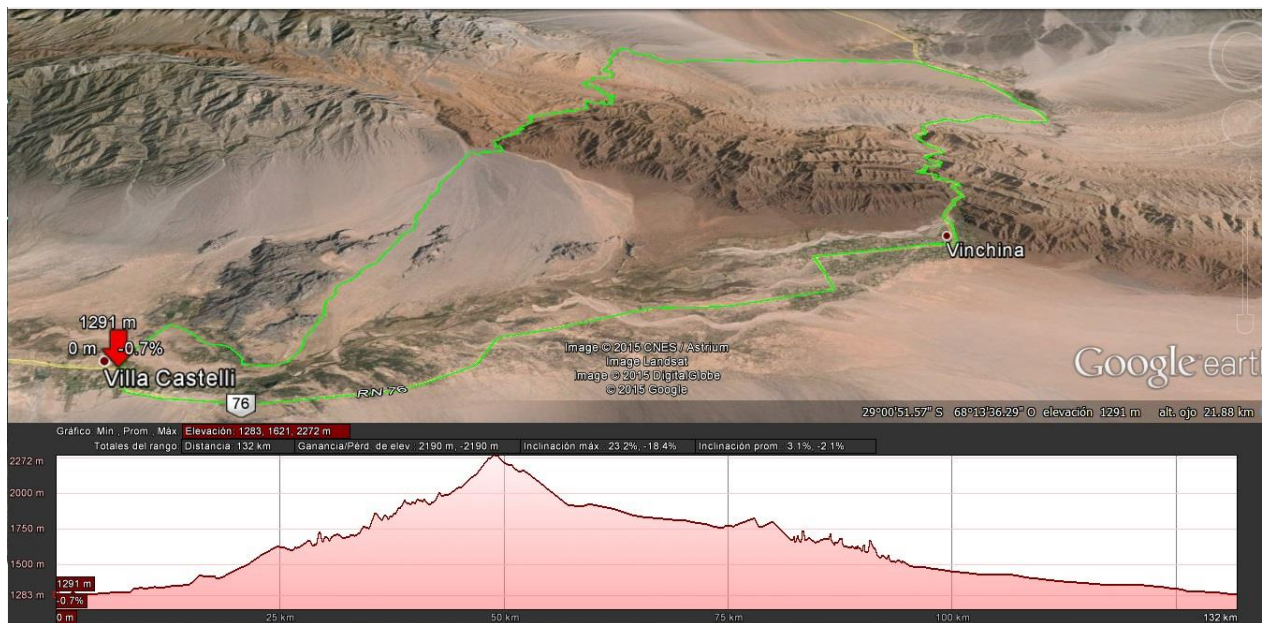 Vinchina
1291 m
0 m -0.7%
Villa Castelli
76
RN 76
Image © 2015 CNES / Astrium
Image Landsat
Image © 2015 DigitalGlobe
© 2015 Google
Google earth
29°00'51.57" S 68°13'36.29" O elevación 1291 m alt. ojo 21.88 km
Gráfico: Mín., Prom., Máx. Elevación: 1283, 1621, 2272 m
Totales del rango: Distancia: 132 km Ganancia/Pérd. de elev.: 2190 m, -2190 m Inclinación máx.: 23.2%, -18.4% Inclinación prom.: 3.1%, -2.1%
2272 m
2000 m
1750 m
1500 m
1291 m
1283 m
-0.7%
0 m 25 km 50 km 75 km 100 km 132 km